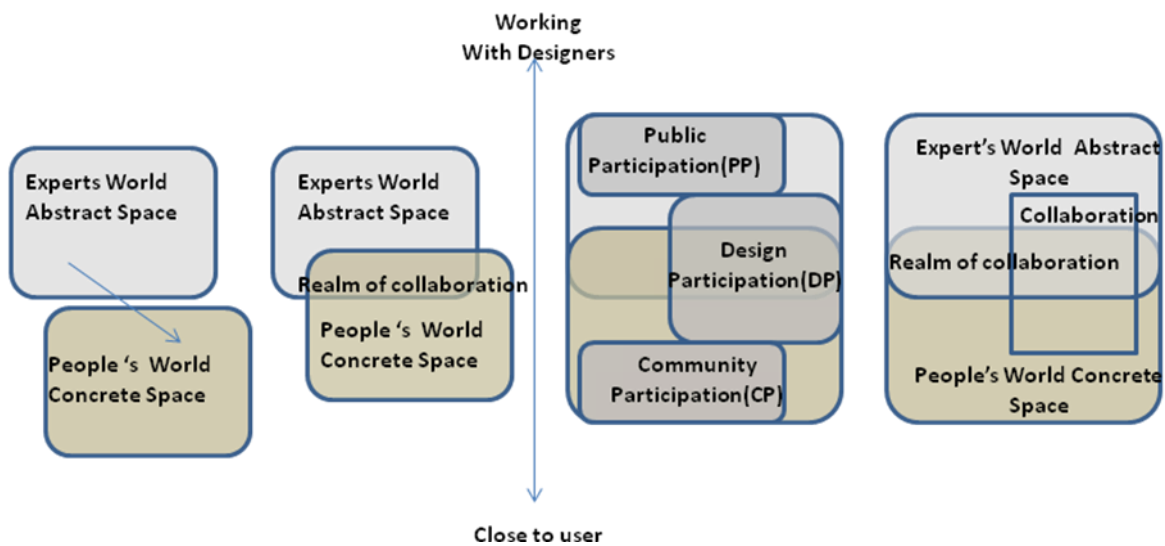 Working
With Designers
Experts World
Abstract Space
People ‘s World
Concrete Space
Experts World
Abstract Space
Realm of collaboration
People ‘s World
Concrete Space
Public
Participation(PP)
Design
Participation(DP)
Community
Participation(CP)
Expert’s World Abstract
Space
Collaboration
Realm of collaboration
People’s World Concrete
Space
Close to user